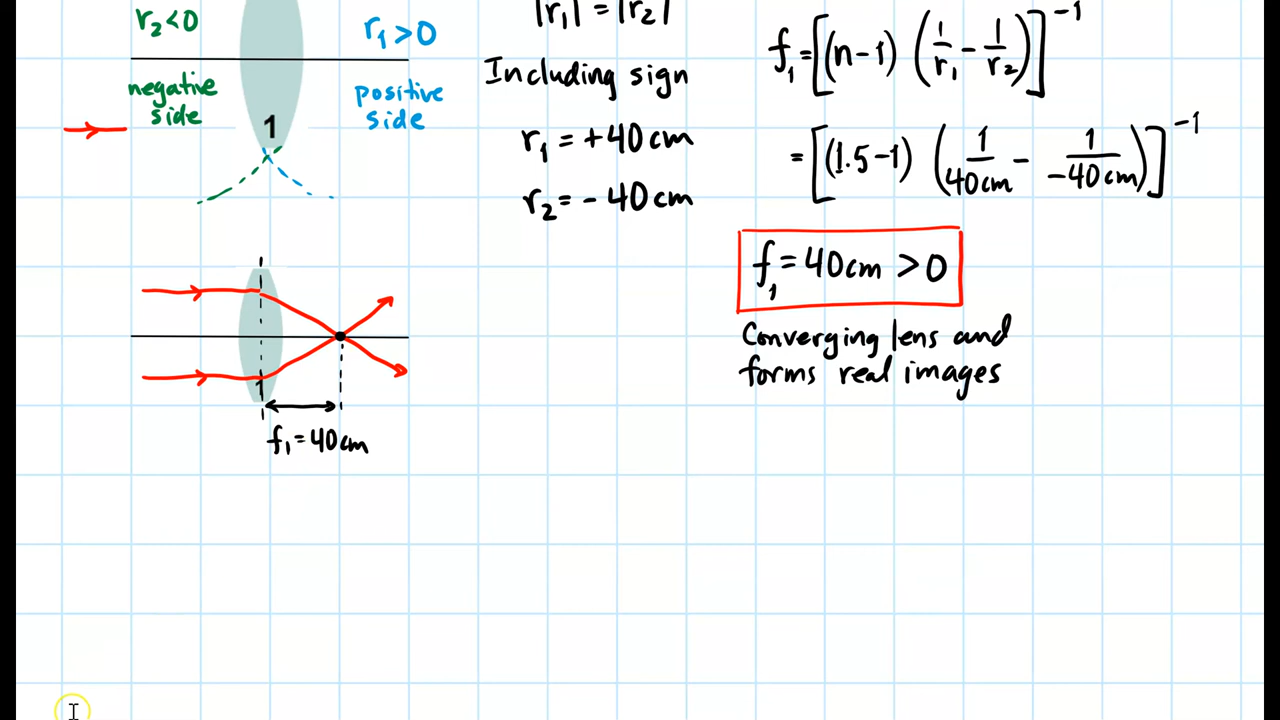 r₂<0
r₁>0
negative side
positive side
1
|r₁| = |r₂|
Including sign
r₁ = +40cm
r₂ = - 40cm
f₁ = [(n-1) (1/r₁ - 1/r₂)]⁻¹
= [(1.5-1) (1/40cm - 1/-40cm)]⁻¹
f₁ = 40cm >0
Converging lens and
forms real images
1
f₁ = 40cm